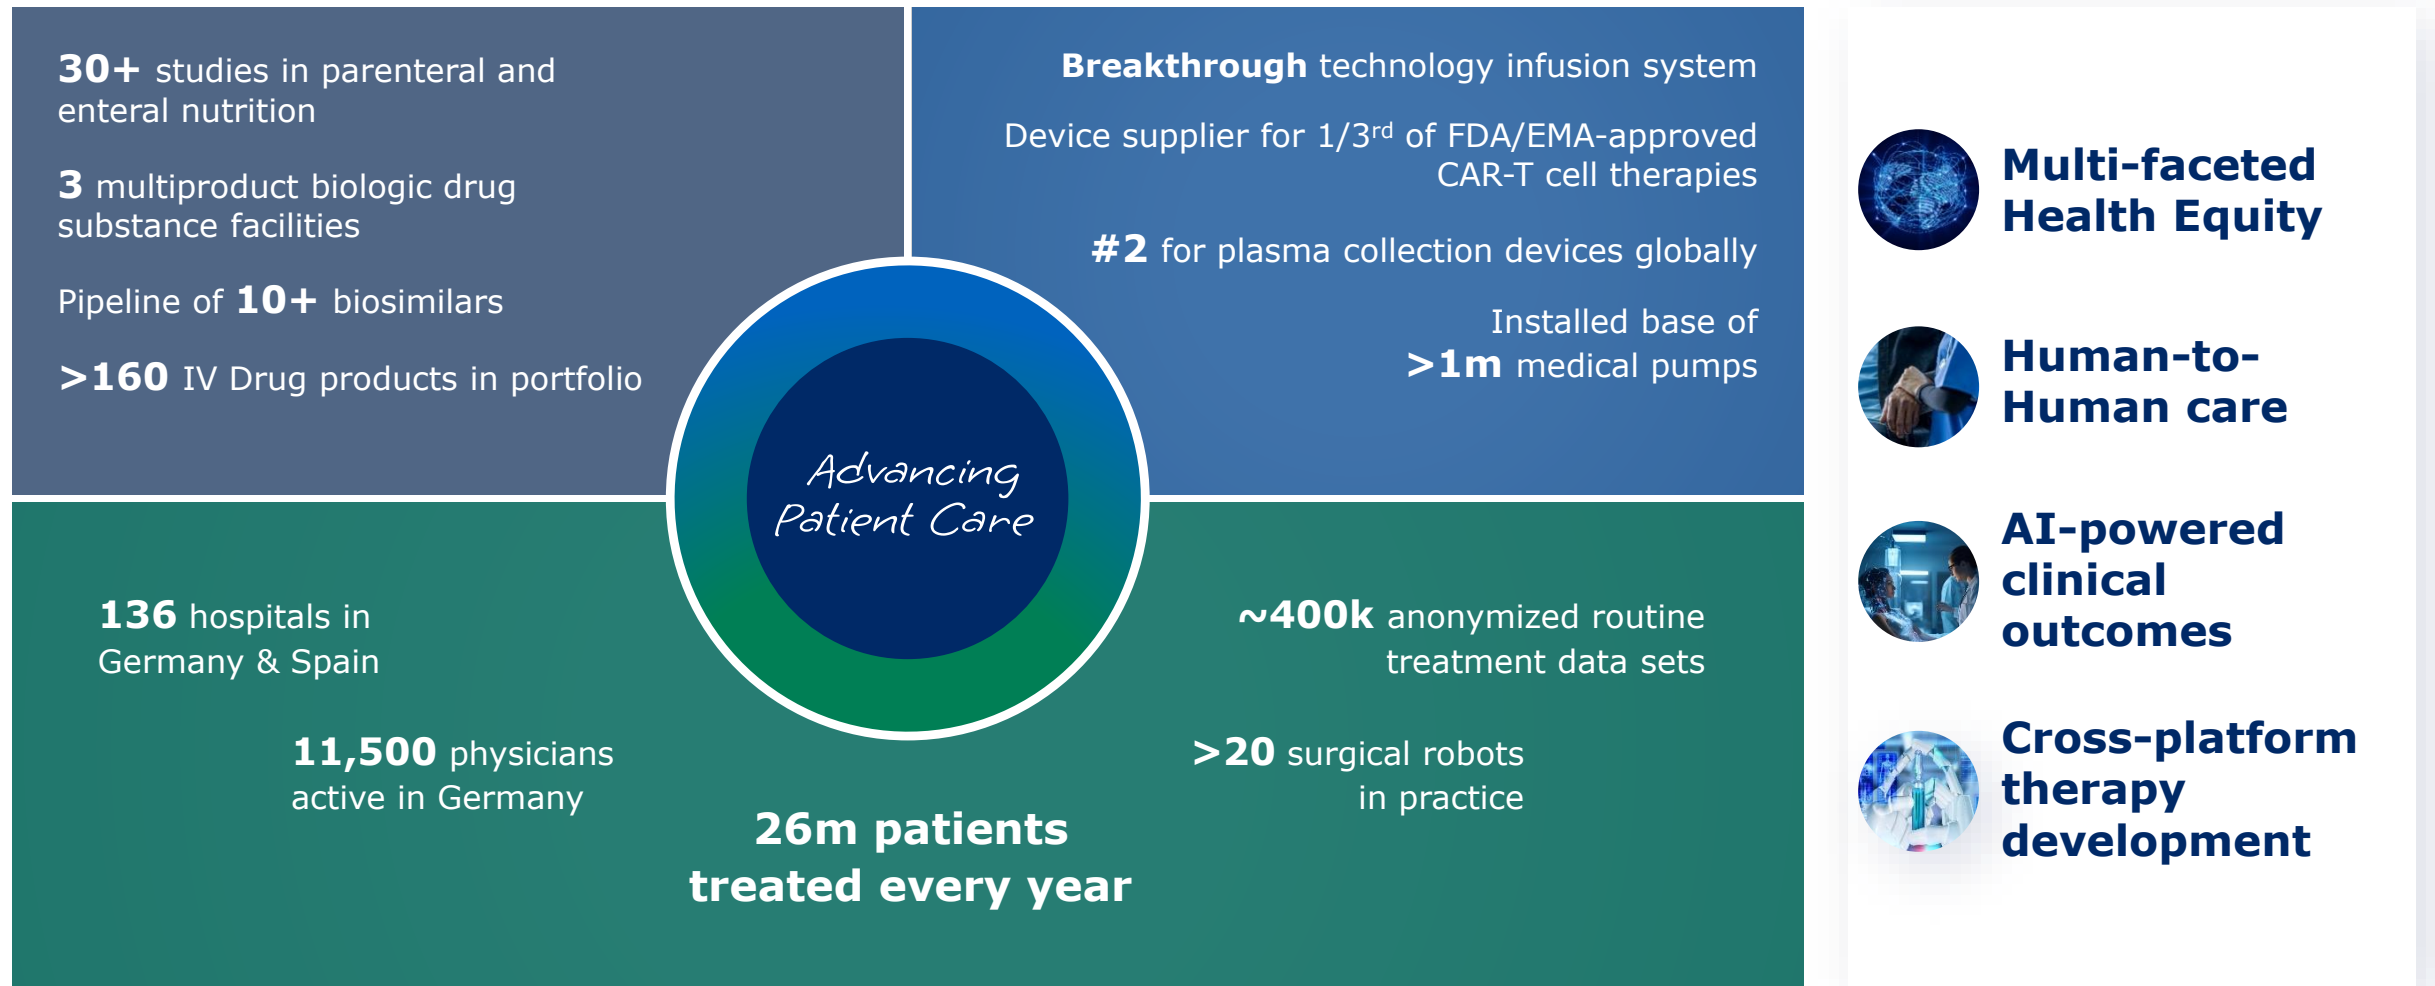 30+ studies in parenteral and
enteral nutrition
3 multiproduct biologic drug
substance facilities
Pipeline of 10+ biosimilars
>160 IV Drug products in portfolio
Breakthrough technology infusion system
Device supplier for 1/3rd of FDA/EMA-approved
CAR-T cell therapies
#2 for plasma collection devices globally
Installed base of
>1m medical pumps
Advancing
Patient Care
136 hospitals in
Germany & Spain
11,500 physicians
active in Germany
26m patients
treated every year
~400k anonymized routine
treatment data sets
>20 surgical robots
in practice
Multi-faceted
Health Equity
Human-to-
Human care
AI-powered
clinical
outcomes
Cross-platform
therapy
development